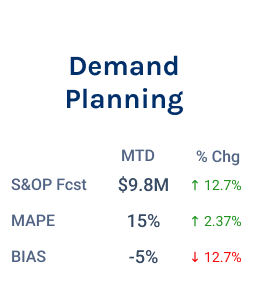 Demand
Planning
MTD % Chg
S&OP Fcst $9.8M ↑ 12.7%
MAPE 15% ↑ 2.37%
BIAS -5% ↓ 12.7%